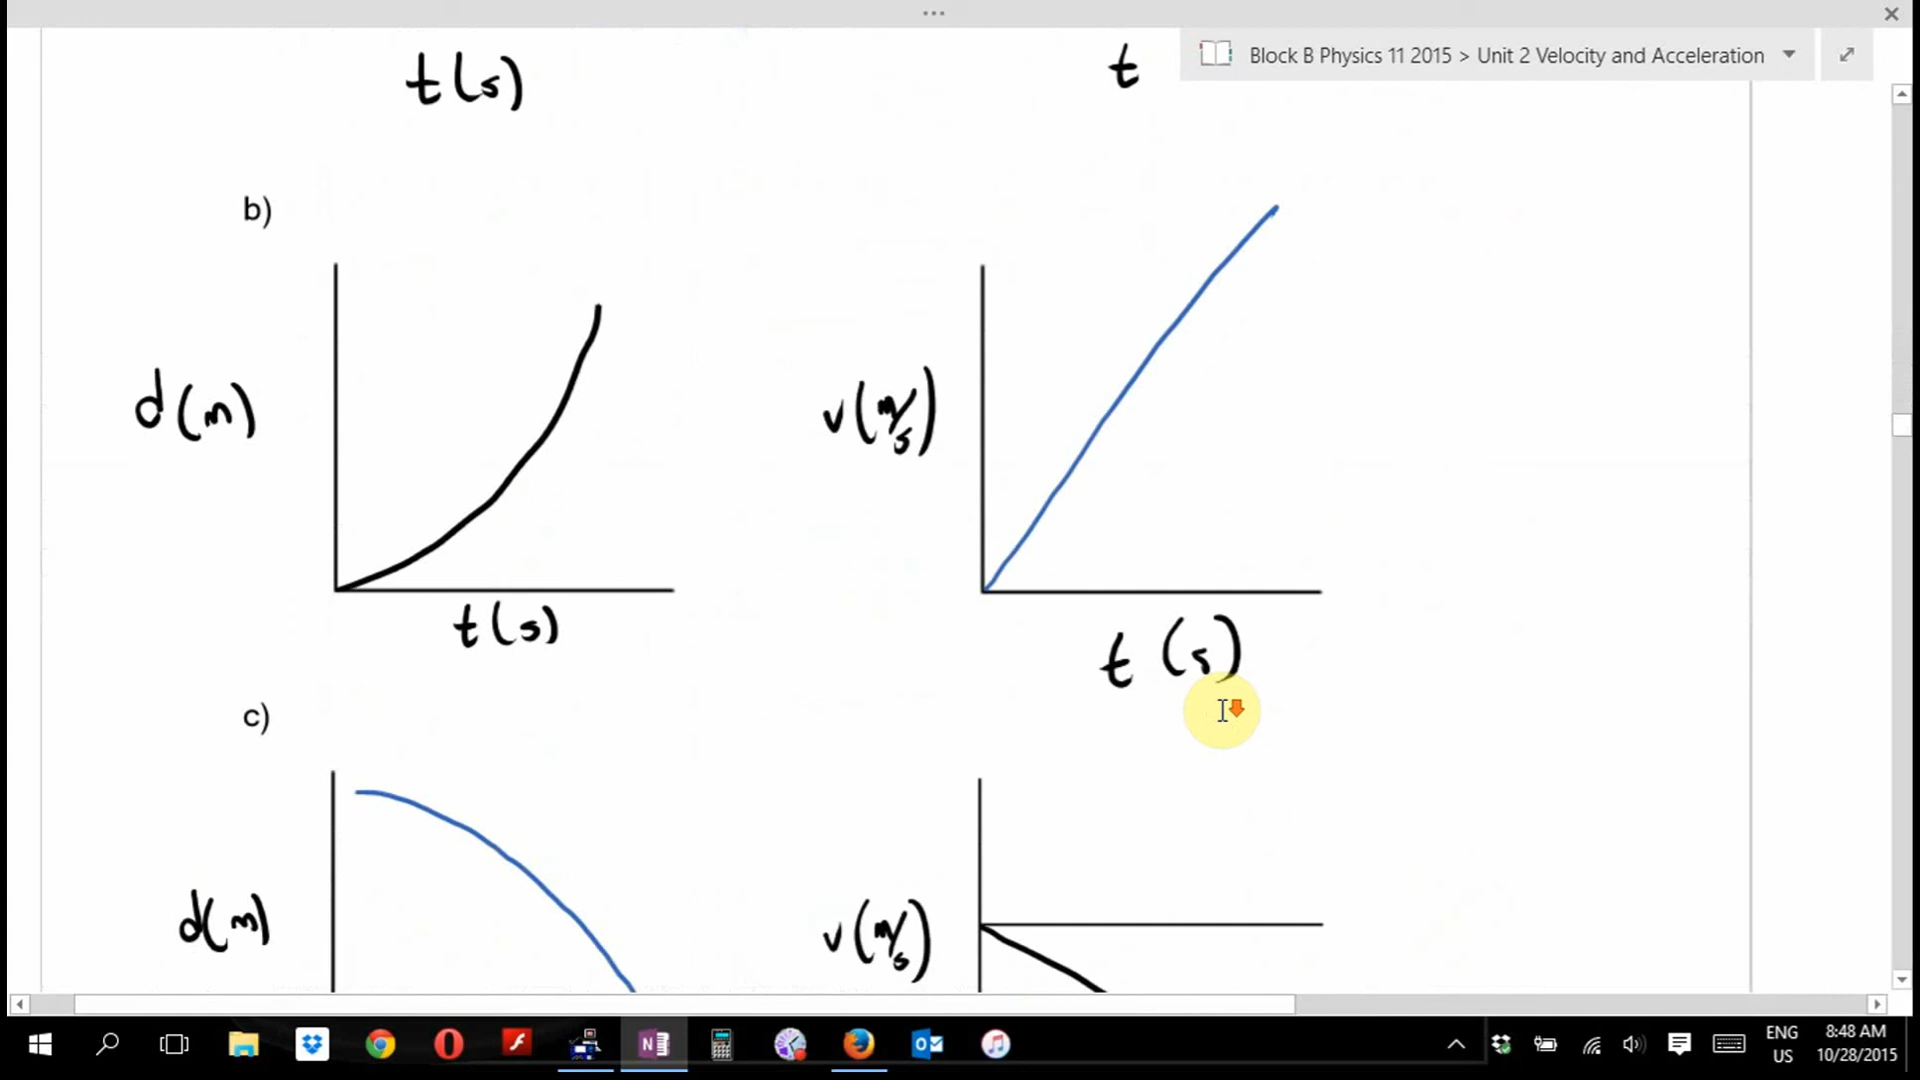 Block B Physics 11 2015 > Unit 2 Velocity and Acceleration
t(s)
t
b)
d(m)
v(m/s)
t(s)
t (s)
c)
d(m)
v(m/s)
N
ENG
US
8:48 AM
10/28/2015